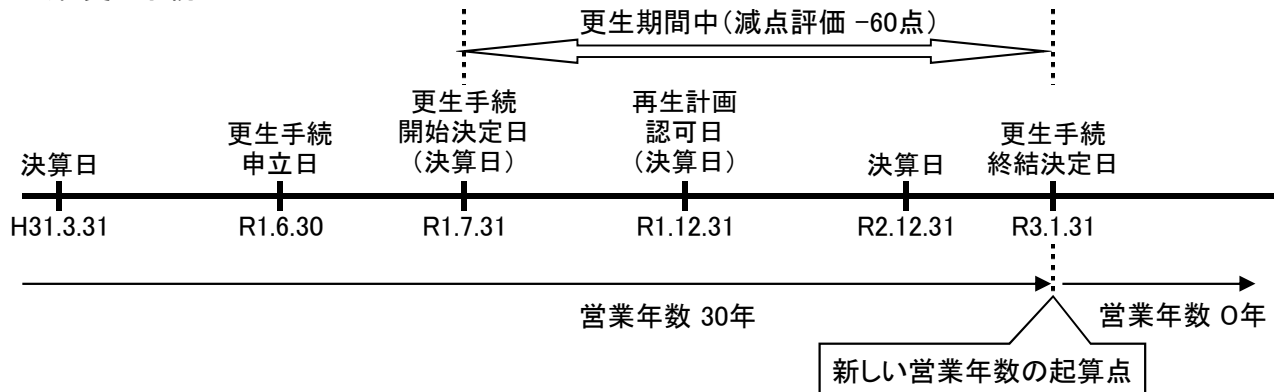 更生期間中(減点評価 -60点)
決算日
更生手続
申立日
更生手続
開始決定日
(決算日)
再生計画
認可日
(決算日)
決算日
更生手続
終結決定日
H31.3.31
R1.6.30
R1.7.31
R1.12.31
R2.12.31
R3.1.31
営業年数 30年
営業年数 0年
新しい営業年数の起算点